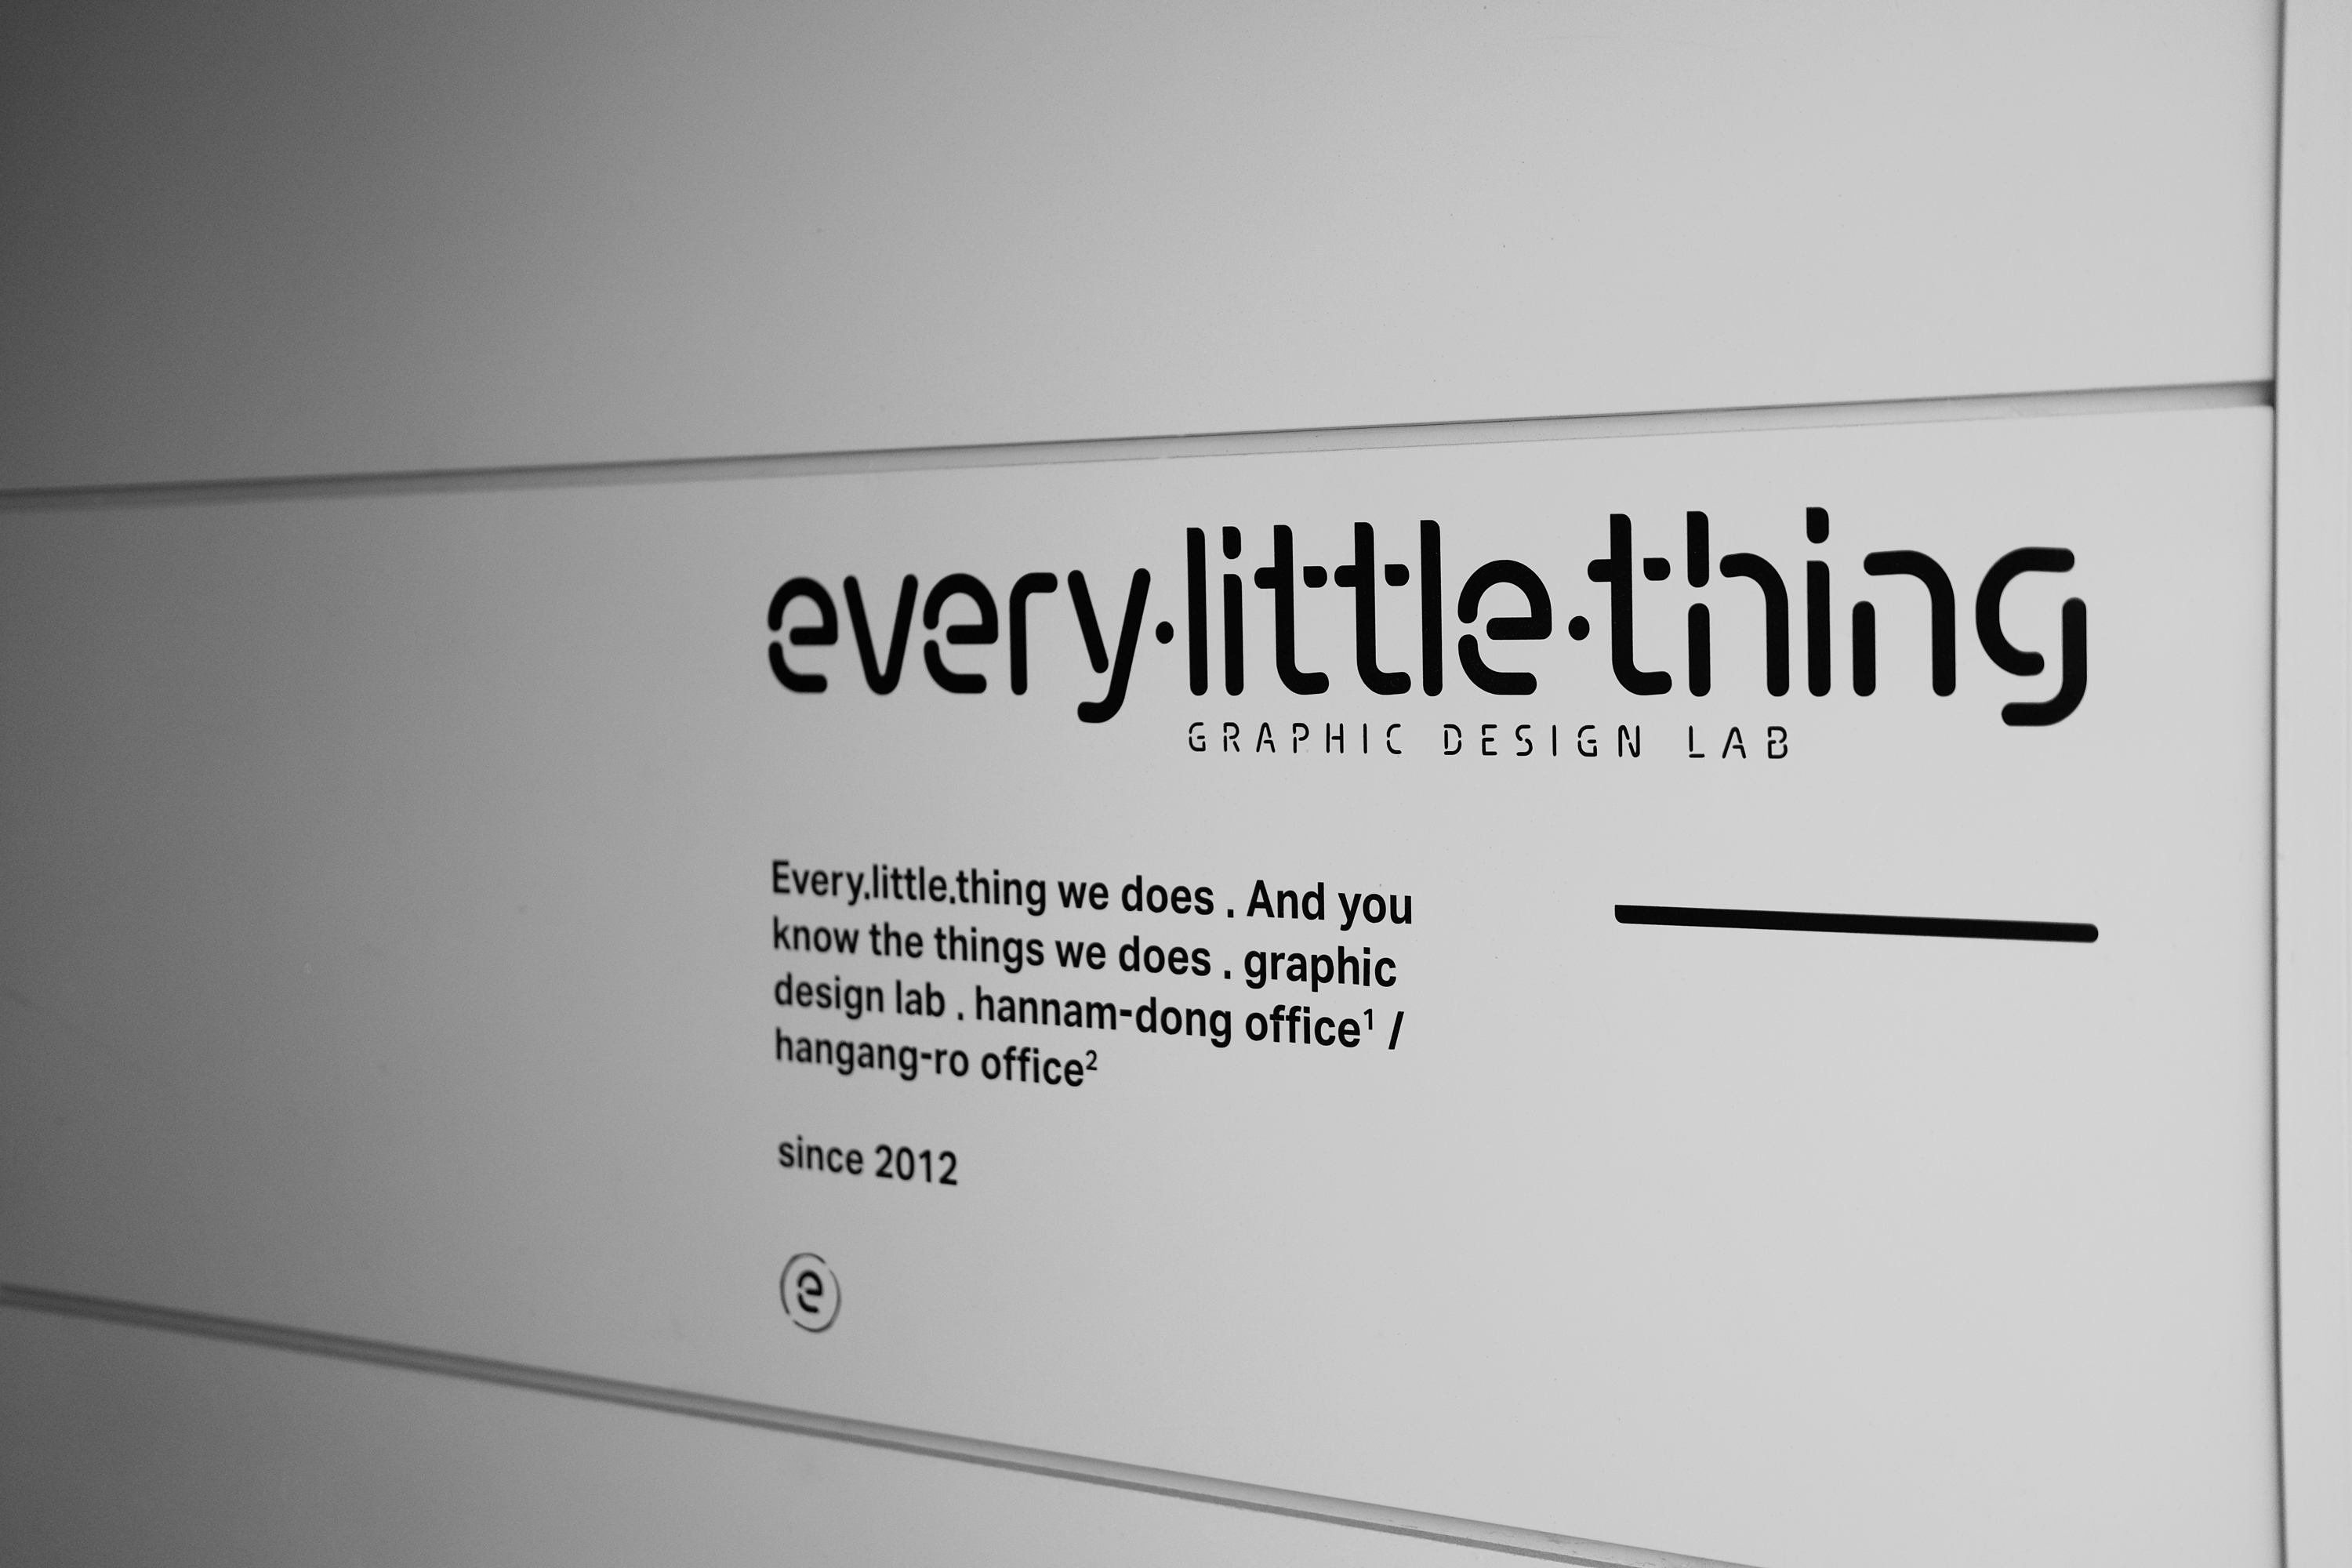 every·little·thing
GRAPHIC DESIGN LAB
Every.little.thing we does . And you
know the things we does . graphic
design lab . hannam-dong office¹ /
hangang-ro office²
since 2012
e